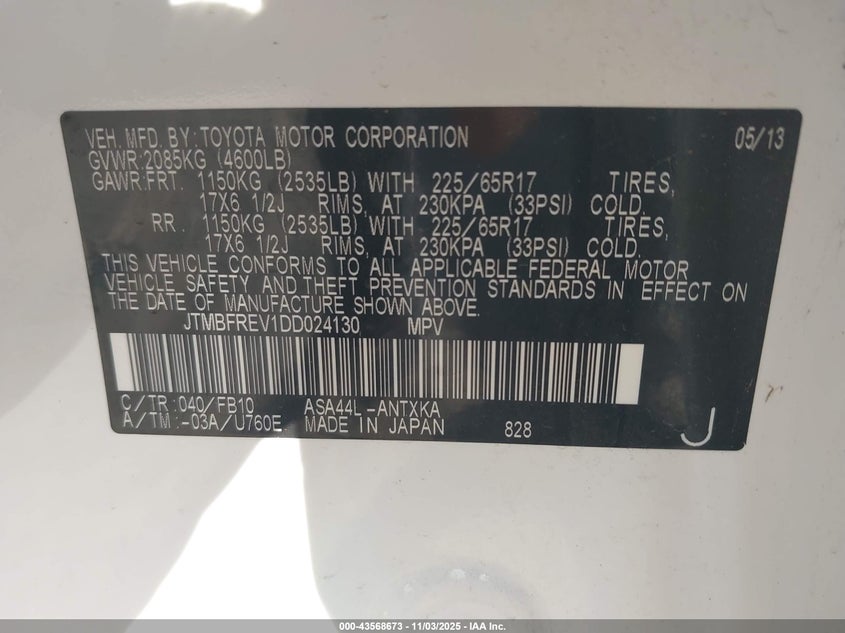 VEH. MFD. BY: TOYOTA MOTOR CORPORATION 05/13
GVWR: 2085KG (4600LB)
GAWR: FRT. 1150KG (2535LB) WITH 225/65R17 TIRES,
17X6 1/2J RIMS, AT 230KPA (33PSI) COLD.
RR. 1150KG (2535LB) WITH 225/65R17 TIRES,
17X6 1/2J RIMS, AT 230KPA (33PSI) COLD.
THIS VEHICLE CONFORMS TO ALL APPLICABLE FEDERAL MOTOR
VEHICLE SAFETY AND THEFT PREVENTION STANDARDS IN EFFECT ON
THE DATE OF MANUFACTURE SHOWN ABOVE.
JTMBFREV1DD024130 MPV
C/TR: 040/FB10 ASA44L-ANTXKA
A/TM: -03A/U760E MADE IN JAPAN 828 J
000-43568673 - 11/03/2025 - IAA Inc.